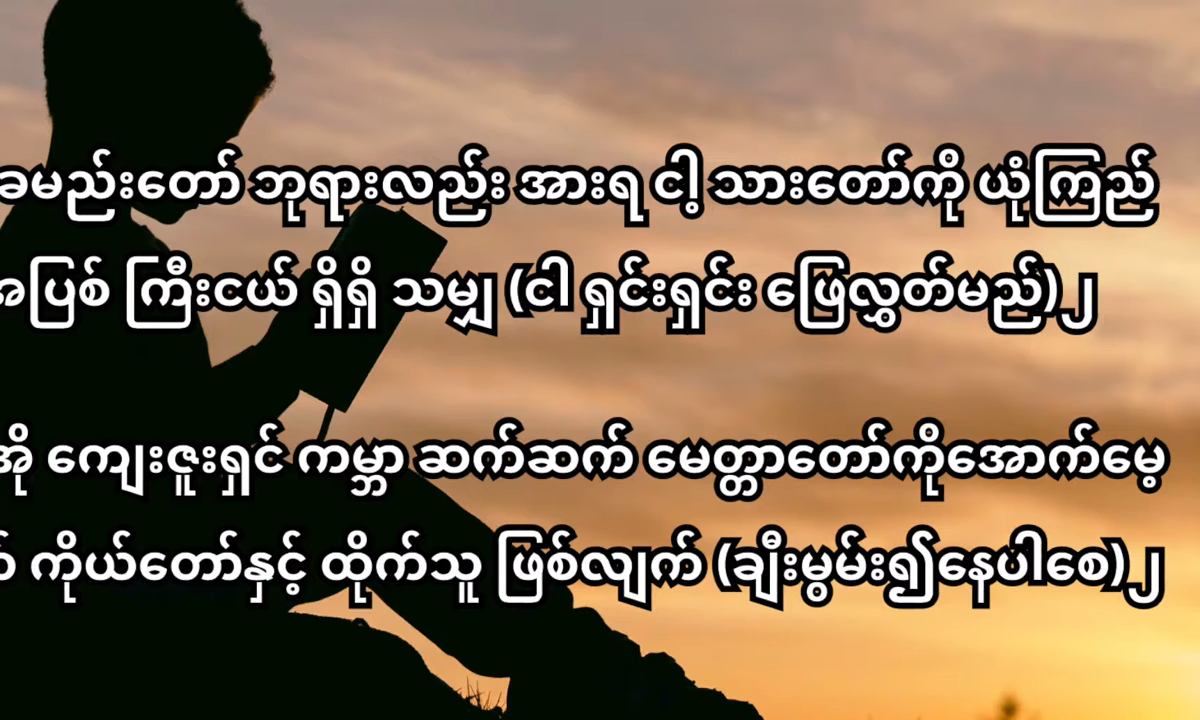 ခမည်းတော် ဘုရားလည်း အားရ ငါ့ သားတော်ကို ယုံကြည်
အပြစ် ကြီးငယ် ရှိရှိ သမျှ (ငါ ရှင်းရှင်း ဖြေလွှတ်မည်)၂
အို ကျေးဇူးရှင် ကမ္ဘာ ဆက်ဆက် မေတ္တာတော်ကိုအောက်မေ့
ကိုယ်တော်နှင့် ထိုက်သူ ဖြစ်လျက် (ချီးမွမ်း၍နေပါစေ)၂